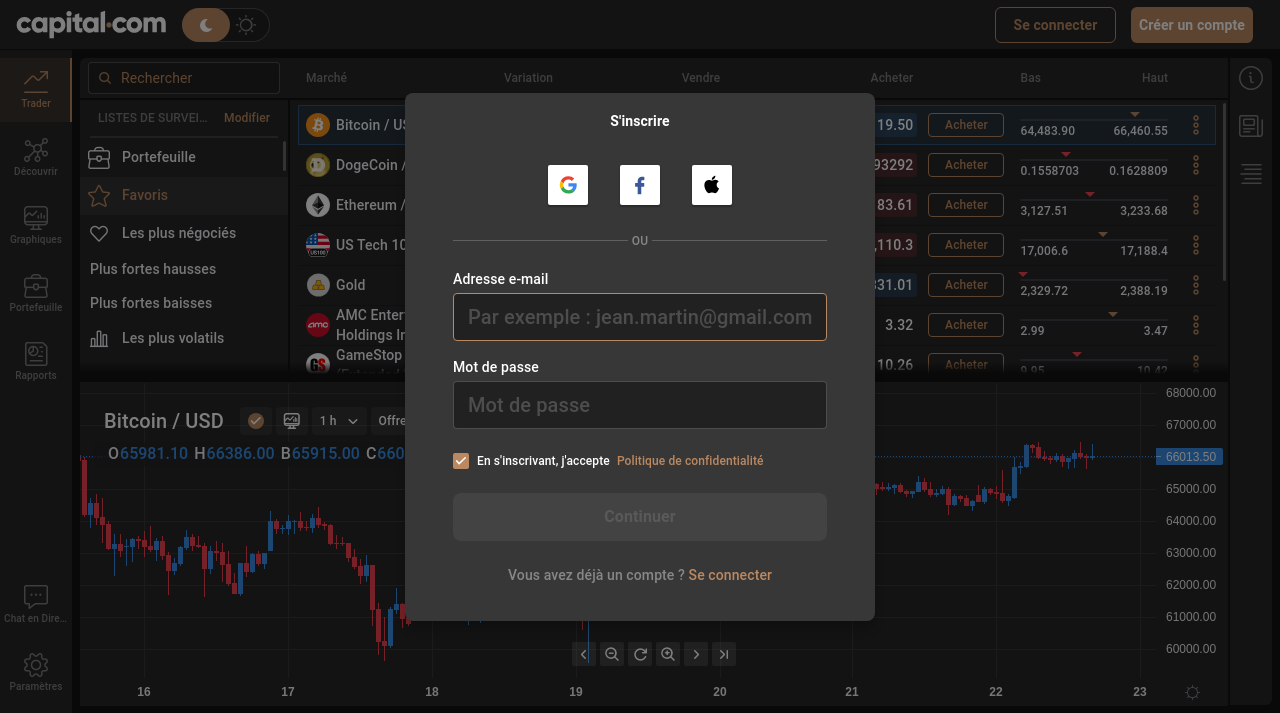 capital.com
Se connecter
Créer un compte
Trader
Découvrir
Graphiques
Portefeuille
Rapports
Chat en Dire...
Paramètres
Rechercher
LISTES DE SURVEI... Modifier
Portefeuille
Favoris
Les plus négociés
Plus fortes hausses
Plus fortes baisses
Les plus volatils
Marché Variation Vendre Acheter Bas Haut
Bitcoin / US 19.50 Acheter 64,483.90 66,460.55
DogeCoin / 93292 Acheter 0.1558703 0.1628809
Ethereum / 83.61 Acheter 3,127.51 3,233.68
US100 US Tech 10 ,110.3 Acheter 17,006.6 17,188.4
Gold 331.01 Acheter 2,329.72 2,388.19
amc AMC Enter
Holdings In 3.32 Acheter 2.99 3.47
GameStop 10.26 Acheter 9.95 10.42
S'inscrire
OU
Adresse e-mail
Par exemple : jean.martin@gmail.com
Mot de passe
Mot de passe
En s'inscrivant, j'accepte Politique de confidentialité
Continuer
Vous avez déjà un compte ? Se connecter
Bitcoin / USD 1 h Offre
O65981.10 H66386.00 B65915.00 C660
68000.00
67000.00
66013.50
65000.00
64000.00
63000.00
62000.00
61000.00
60000.00
16 17 18 19 20 21 22 23